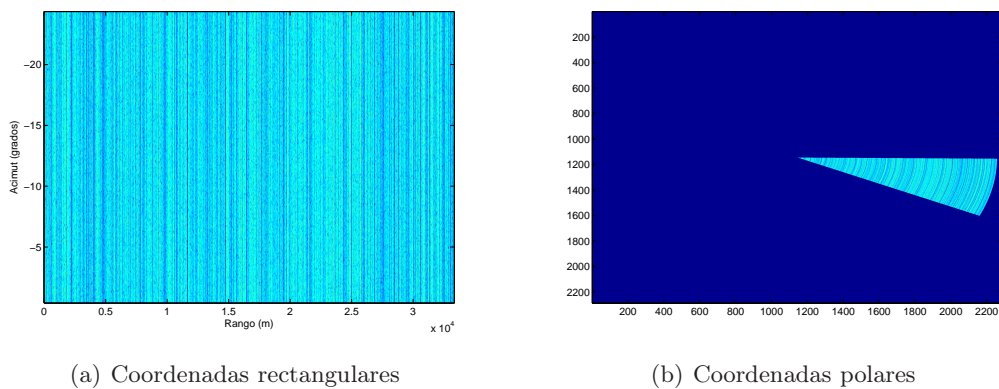 −20
−15
−10
−5
Acimut (grados)
0 0.5 1 1.5 2 2.5 3
Rango (m)
x 10⁴
(a) Coordenadas rectangulares
200
400
600
800
1000
1200
1400
1600
1800
2000
2200
200 400 600 800 1000 1200 1400 1600 1800 2000 2200
(b) Coordenadas polares